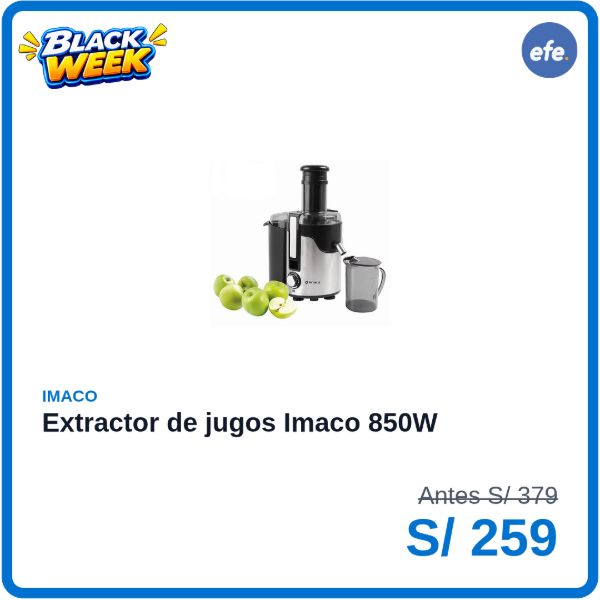 BLACK
WEEK
efe.
IMACO
Extractor de jugos Imaco 850W
Antes S/ 379
S/ 259